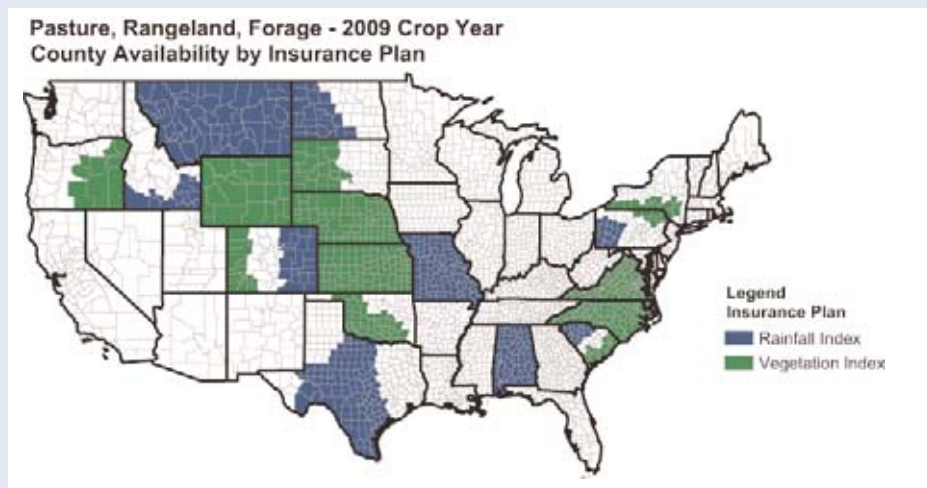 Pasture, Rangeland, Forage - 2009 Crop Year
County Availability by Insurance Plan
Legend
Insurance Plan
Rainfall Index
Vegetation Index